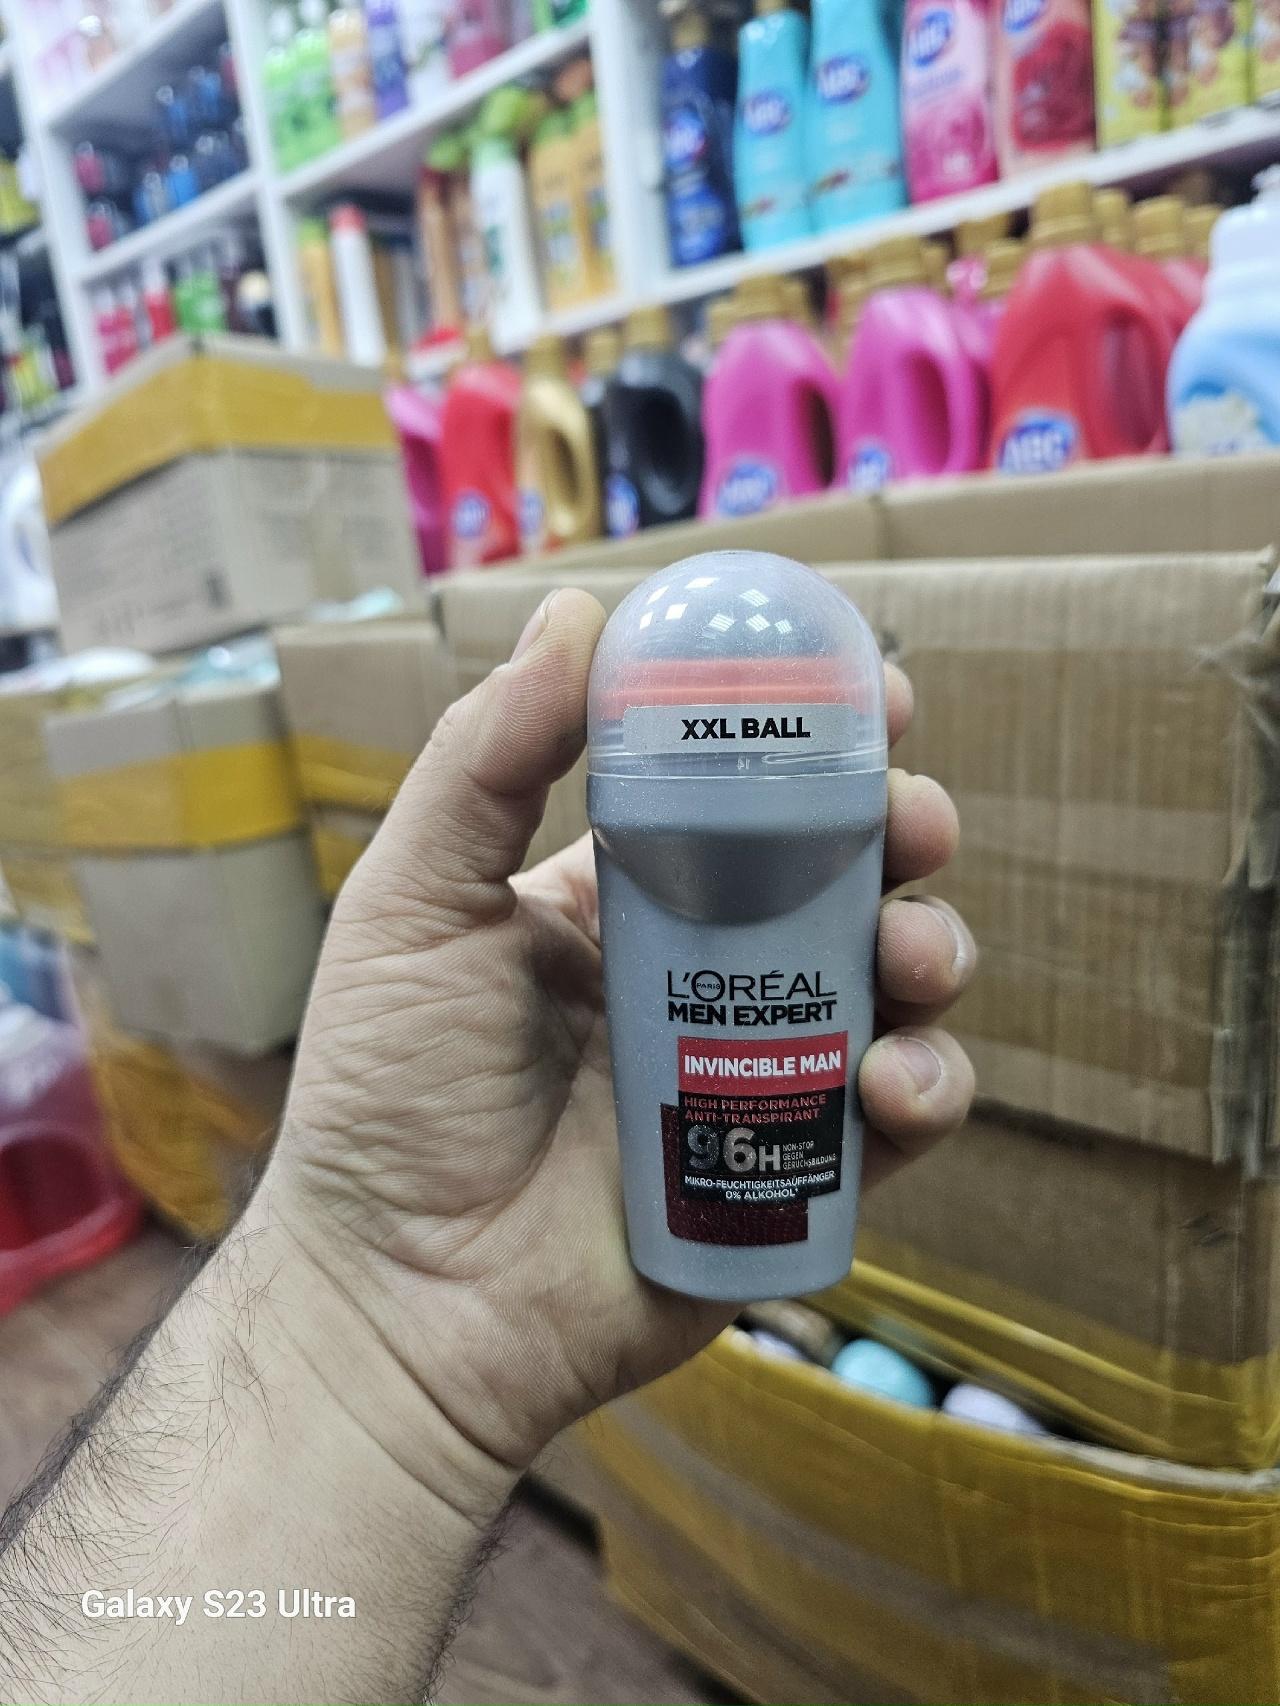 ABC
XXL BALL
L'ORÉAL
PARIS
MEN EXPERT
INVINCIBLE MAN
HIGH PERFORMANCE
ANTI-TRANSPIRANT
96H
NON-STOP
GEGEN
GERUCHSBILDUNG
MIKRO-FEUCHTIGKEITSAUFFÄNGER
0% ALKOHOL*
Galaxy S23 Ultra